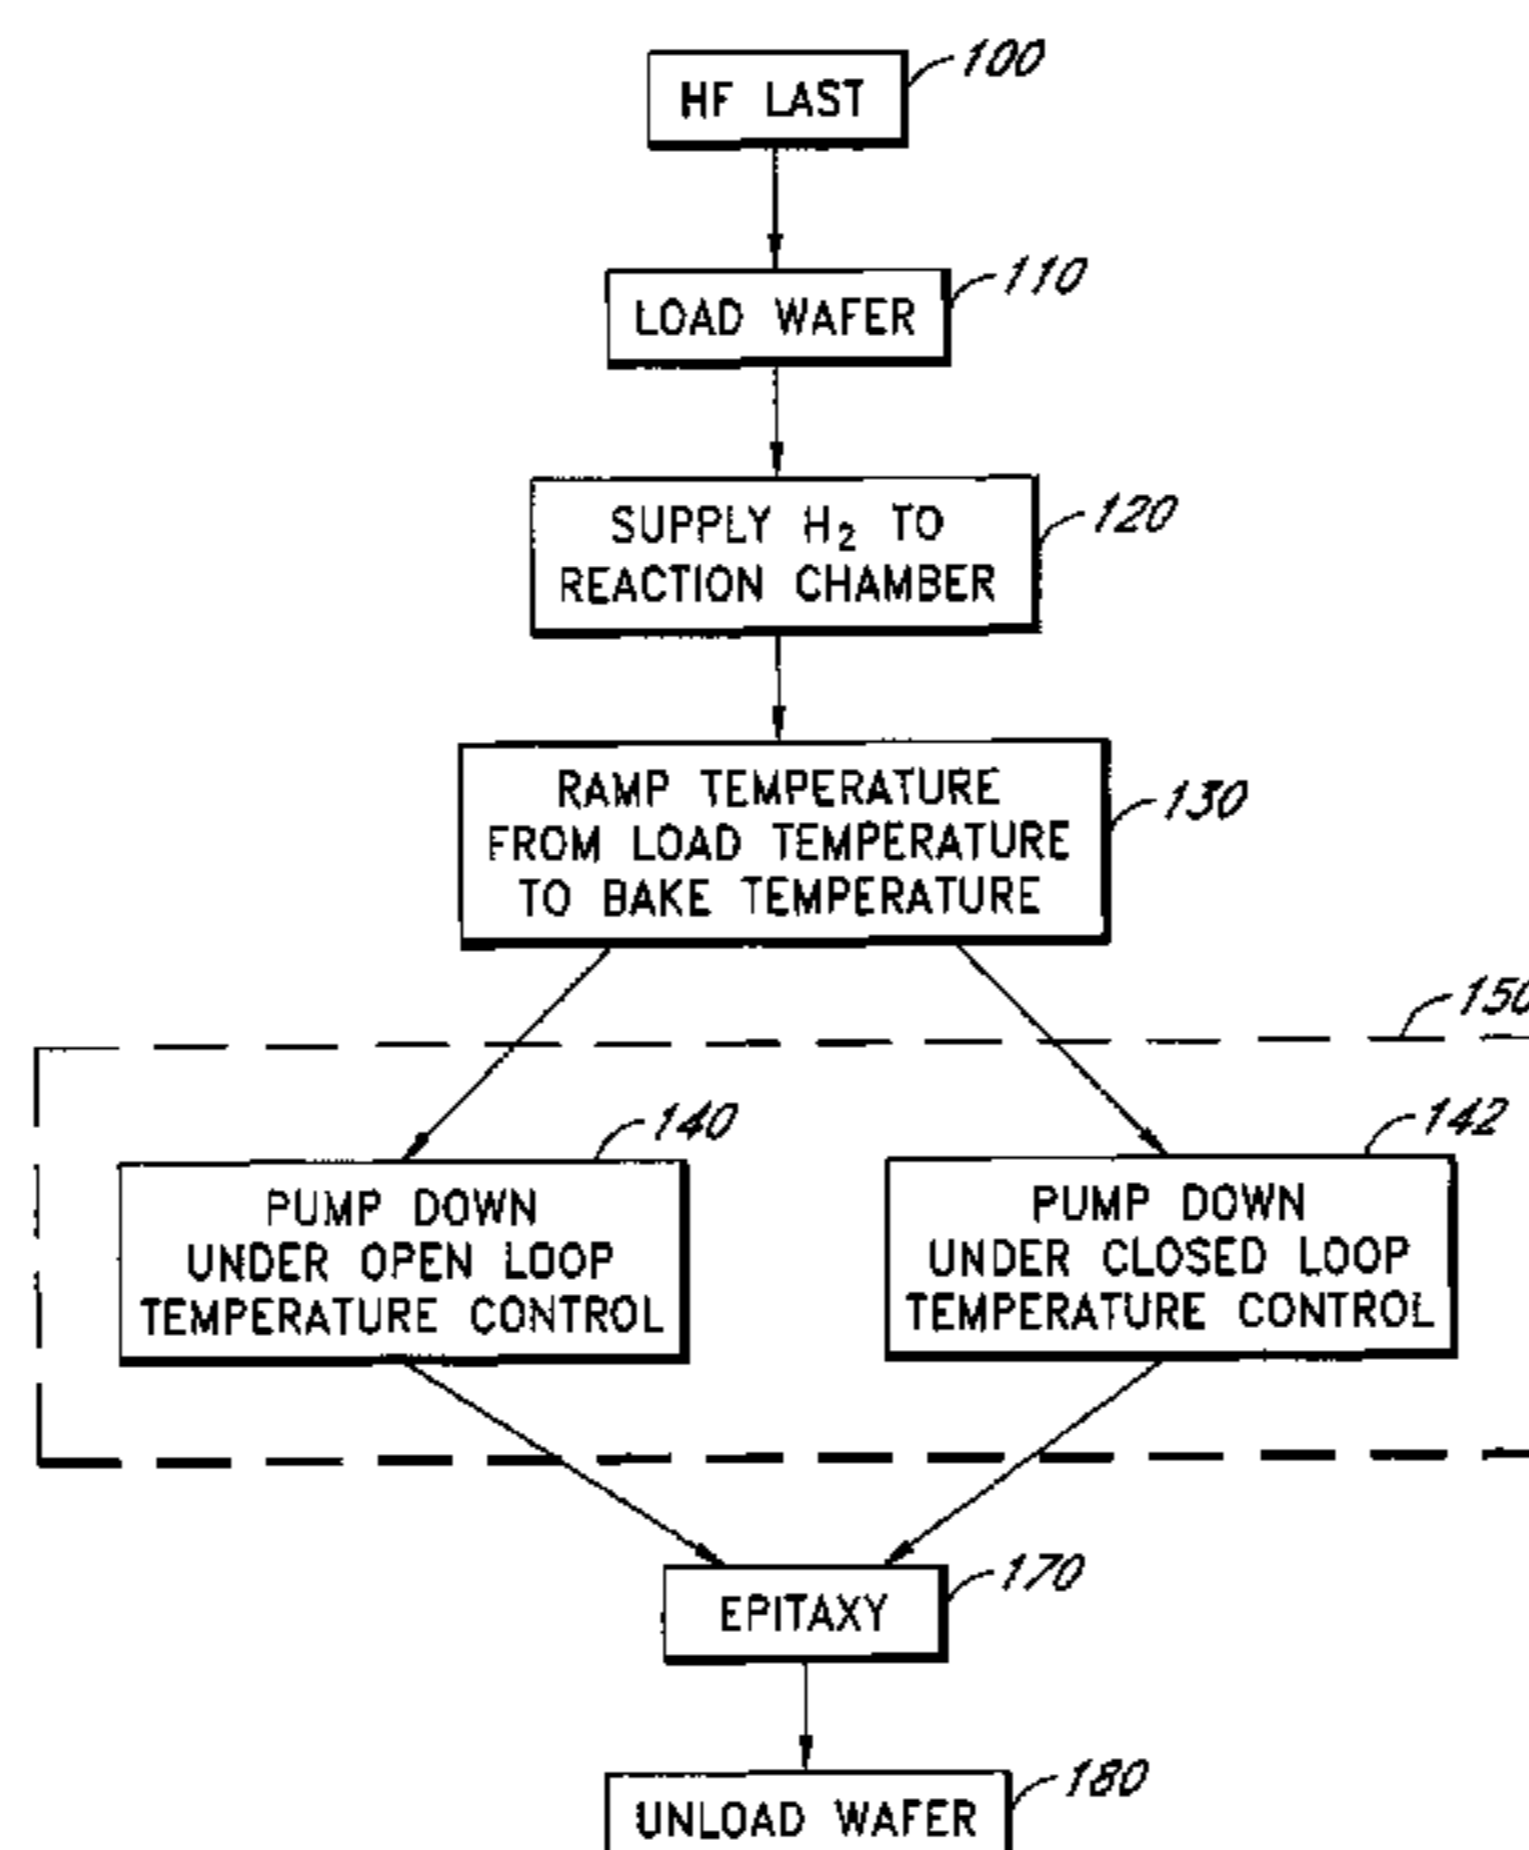 100
HF LAST
110
LOAD WAFER
120
SUPPLY H₂ TO
REACTION CHAMBER
130
RAMP TEMPERATURE
FROM LOAD TEMPERATURE
TO BAKE TEMPERATURE
150
140
PUMP DOWN
UNDER OPEN LOOP
TEMPERATURE CONTROL
142
PUMP DOWN
UNDER CLOSED LOOP
TEMPERATURE CONTROL
170
EPITAXY
180
UNLOAD WAFER